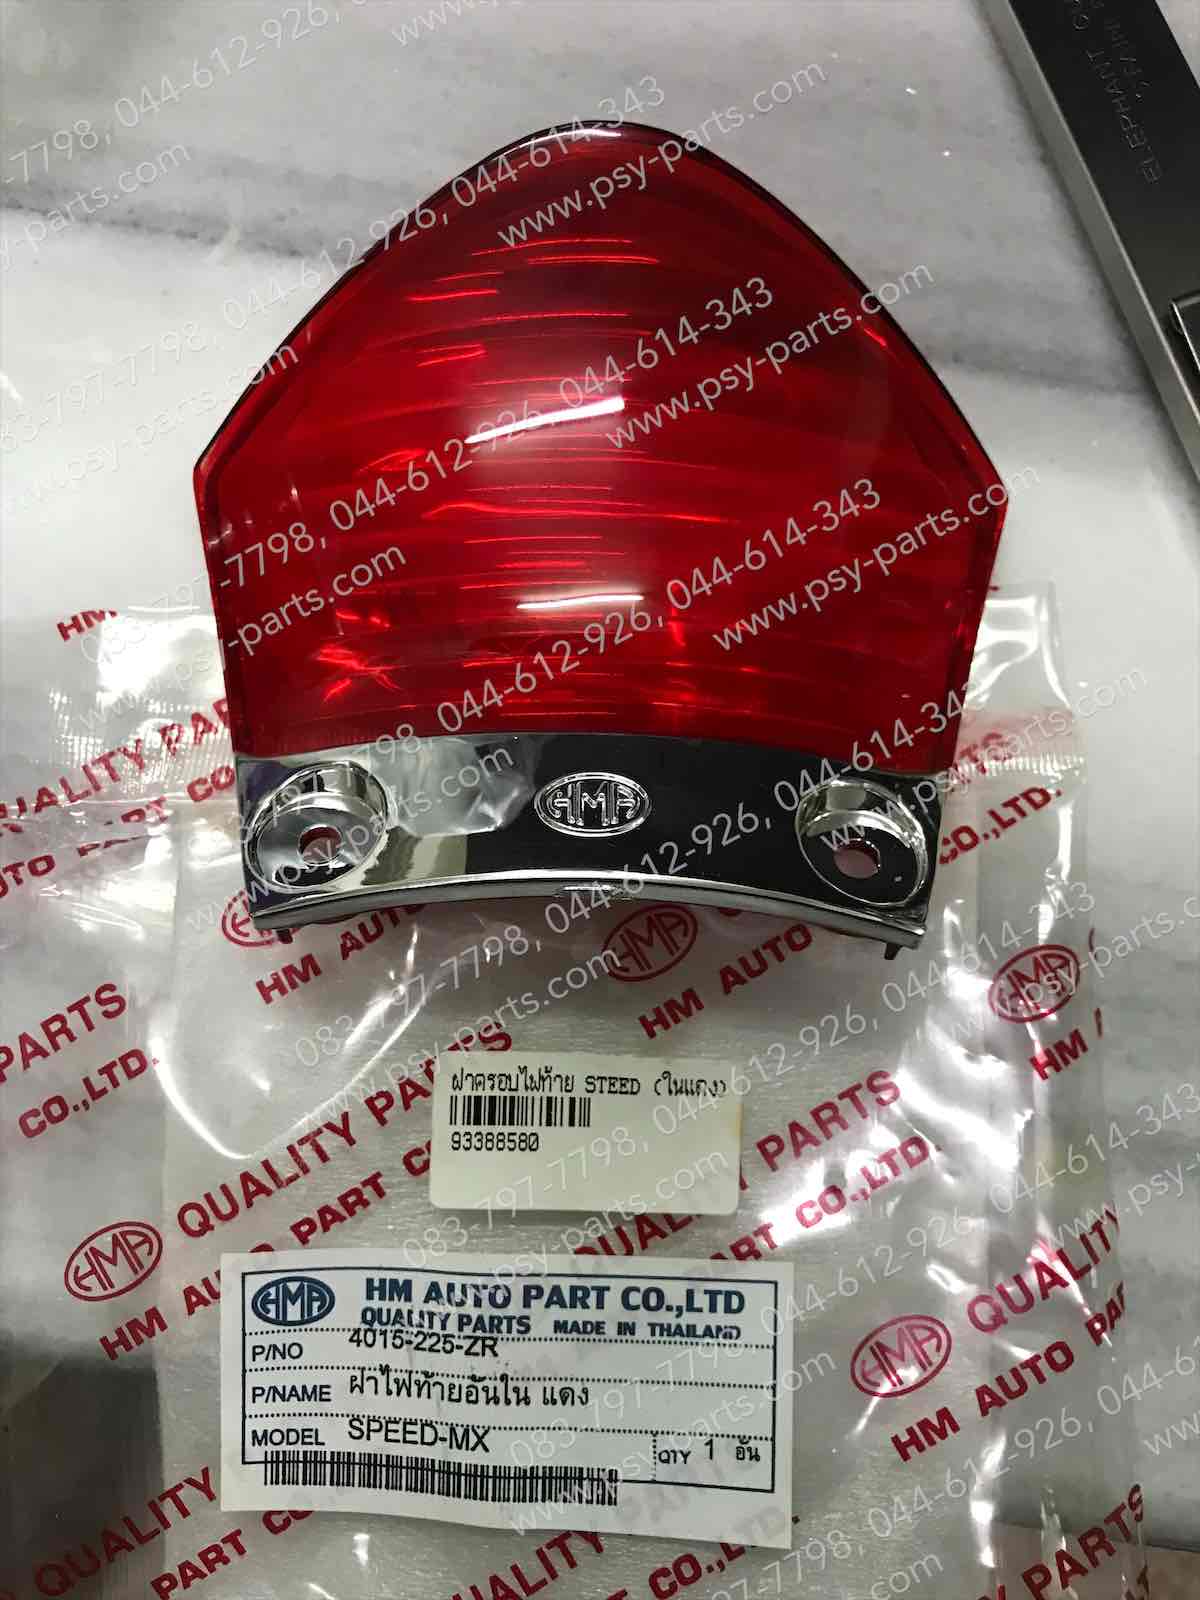 ELEPHANT
HMA
ฝาครอบไฟท้าย STEED (ในแดง)
93388580
HMA HM AUTO PART CO.,LTD
QUALITY PARTS MADE IN THAILAND
P/NO 4015-225-ZR
P/NAME ฝาไฟท้ายอันใน แดง
MODEL SPEED-MX
QTY 1 อัน
HMA QUALITY PARTS
HM AUTO PART CO.,LTD.
083-797-7798, 044-612-926, 044-614-343
www.psy-parts.com